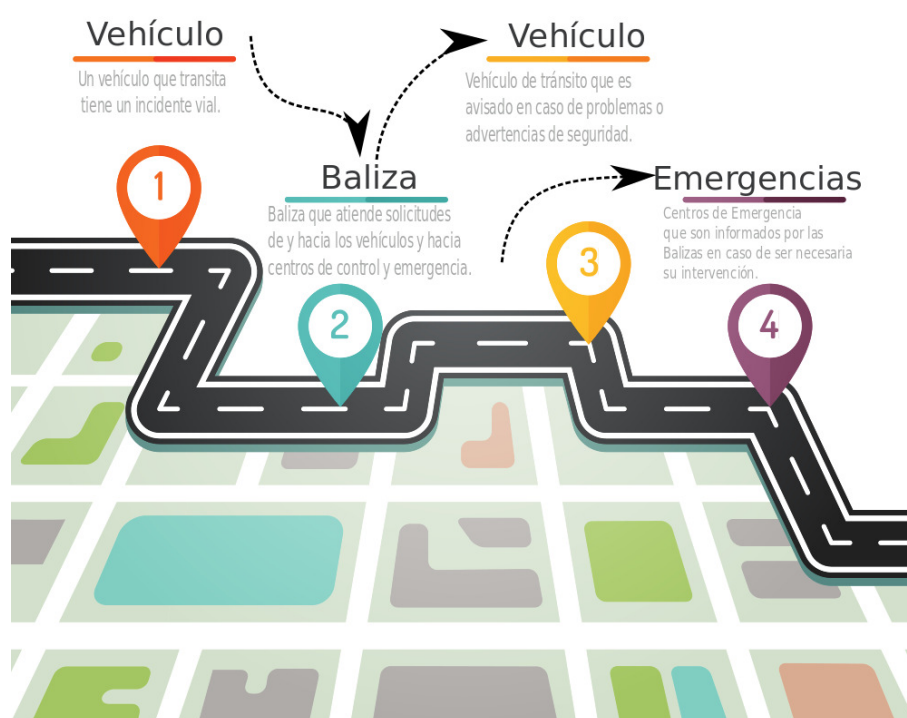 Vehículo
Un vehículo que transita
tiene un incidente vial.
Vehículo
Vehículo de tránsito que es
avisado en caso de problemas o
advertencias de seguridad.
Baliza
Baliza que atiende solicitudes
de y hacia los vehículos y hacia
centros de control y emergencia.
Emergencias
Centros de Emergencia
que son informados por las
Balizas en caso de ser necesaria
su intervención.
1
2
3
4